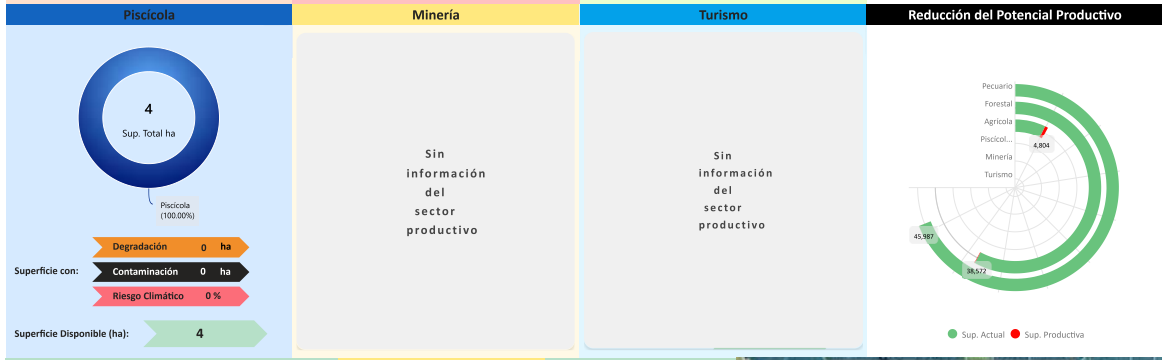 Piscícola
4
Sup. Total ha
Piscícola
(100.00%)
Superficie con:
Degradación 0 ha
Contaminación 0 ha
Riesgo Climático 0 %
Superficie Disponible (ha): 4
Minería
Sin
información
del
sector
productivo
Turismo
Sin
información
del
sector
productivo
Reducción del Potencial Productivo
Pecuario
Forestal
Agrícola
Piscícol...
Minería
Turismo
4,804
45,987
38,572
Sup. Actual
Sup. Productiva